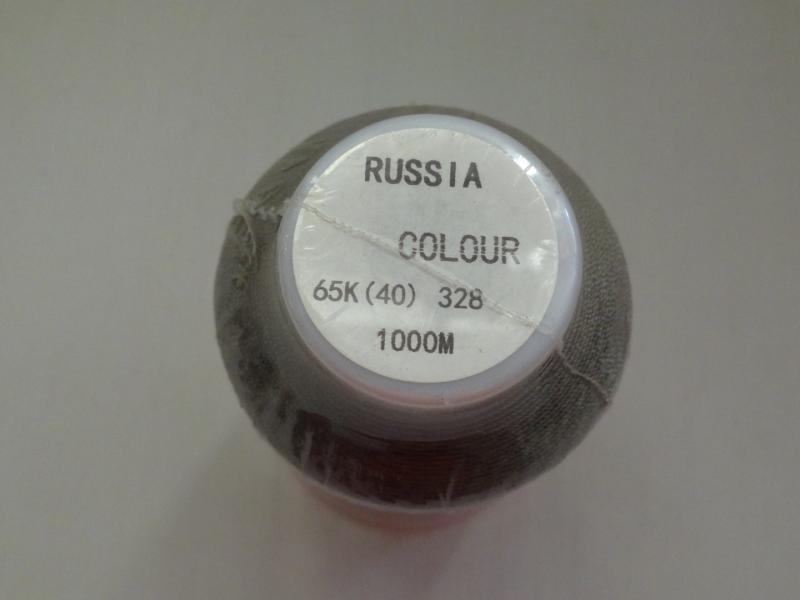 RUSSIA
COLOUR
65K(40) 328
1000M